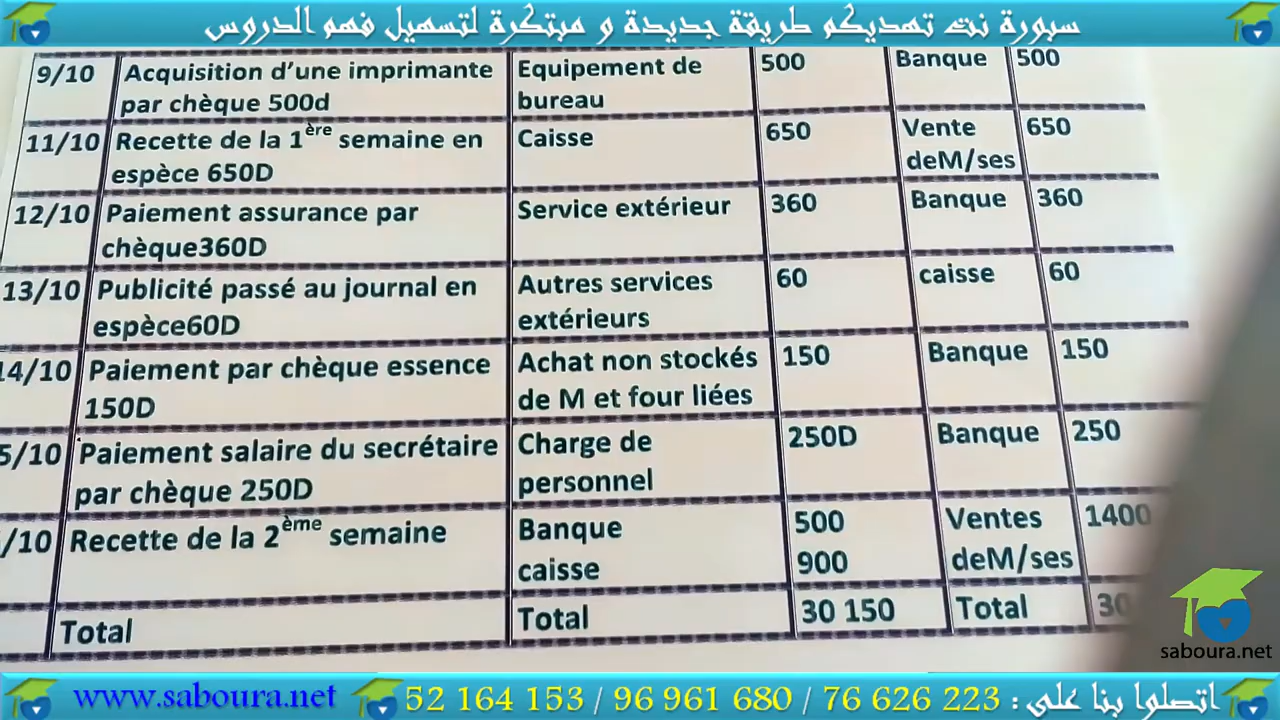 سبورة نت تهديكم طريقة جديدة و مبتكرة لتسهيل فهم الدروس
9/10 Acquisition d'une imprimante Equipement de 500 Banque 500
par chèque 500d bureau
11/10 Recette de la 1ère semaine en Caisse 650 Vente 650
espèce 650D deM/ses
12/10 Paiement assurance par Service extérieur 360 Banque 360
chèque360D
13/10 Publicité passé au journal en Autres services 60 caisse 60
espèce60D extérieurs
14/10 Paiement par chèque essence Achat non stockés 150 Banque 150
150D de M et four liées
5/10 Paiement salaire du secrétaire Charge de 250D Banque 250
par chèque 250D personnel
/10 Recette de la 2ème semaine Banque 500 Ventes 1400
caisse 900 deM/ses
Total Total 30 150 Total 30
saboura.net
www.saboura.net 52 164 153 / 96 961 680 / 76 626 223 : اتصلوا بنا على